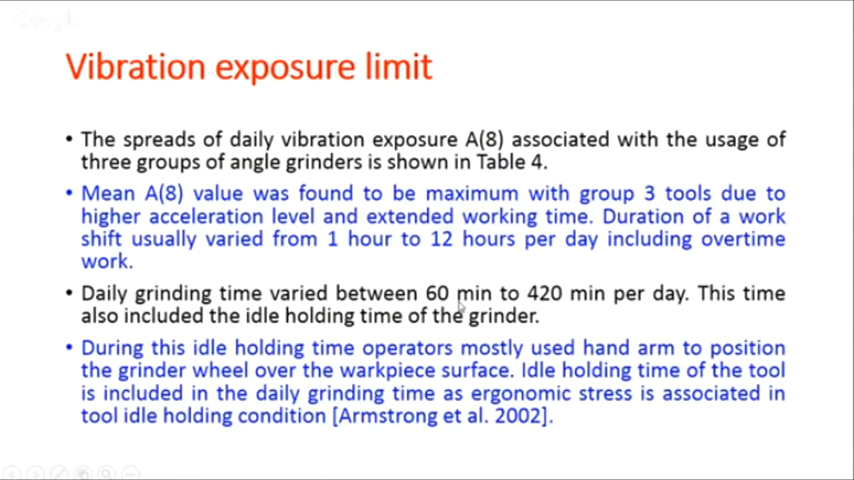 Vibration exposure limit
• The spreads of daily vibration exposure A(8) associated with the usage of
three groups of angle grinders is shown in Table 4.
• Mean A(8) value was found to be maximum with group 3 tools due to
higher acceleration level and extended working time. Duration of a work
shift usually varied from 1 hour to 12 hours per day including overtime
work.
• Daily grinding time varied between 60 min to 420 min per day. This time
also included the idle holding time of the grinder.
• During this idle holding time operators mostly used hand arm to position
the grinder wheel over the warkpiece surface. Idle holding time of the tool
is included in the daily grinding time as ergonomic stress is associated in
tool idle holding condition [Armstrong et al. 2002].